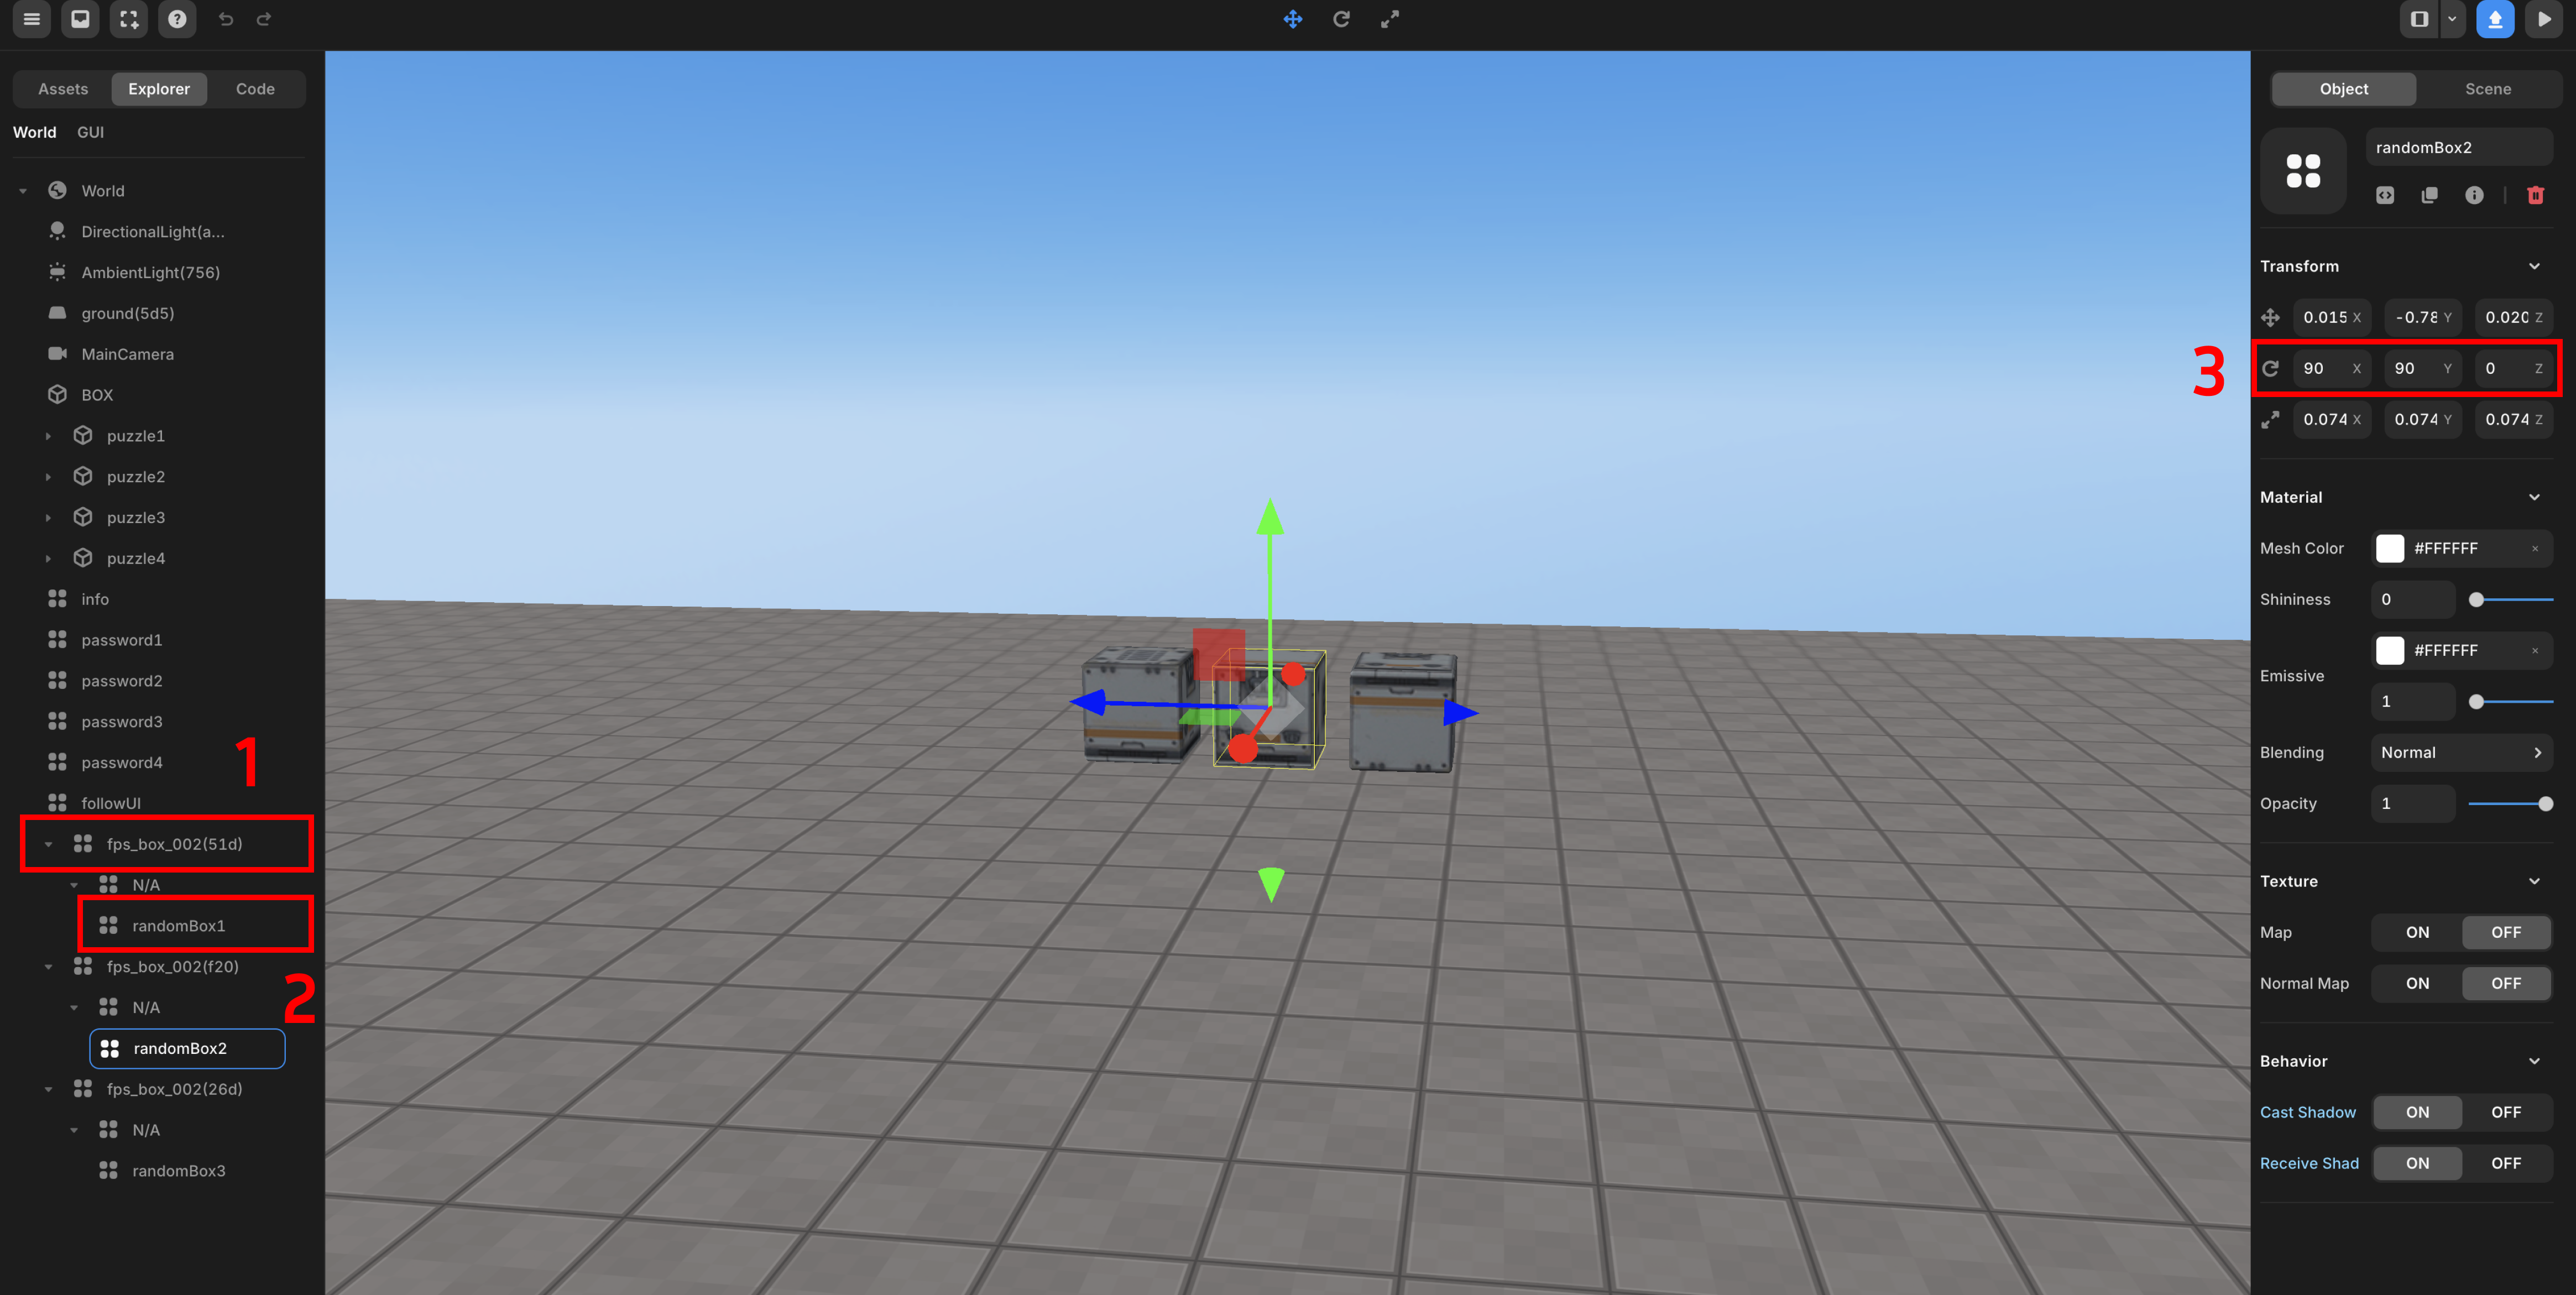 Assets Explorer Code
World GUI
World
DirectionalLight(a...
AmbientLight(756)
ground(5d5)
MainCamera
BOX
puzzle1
puzzle2
puzzle3
puzzle4
info
password1
password2
password3
password4
1
followUI
fps_box_002(51d)
N/A
randomBox1
fps_box_002(f20)
2
N/A
randomBox2
fps_box_002(26d)
N/A
randomBox3
3
Object Scene
randomBox2
Transform
0.015 X -0.78 Y 0.020 Z
90 X 90 Y 0 Z
0.074 X 0.074 Y 0.074 Z
Material
Mesh Color #FFFFFF ×
Shininess 0
#FFFFFF ×
Emissive
1
Blending Normal
Opacity 1
Texture
Map ON OFF
Normal Map ON OFF
Behavior
Cast Shadow ON OFF
Receive Shad ON OFF